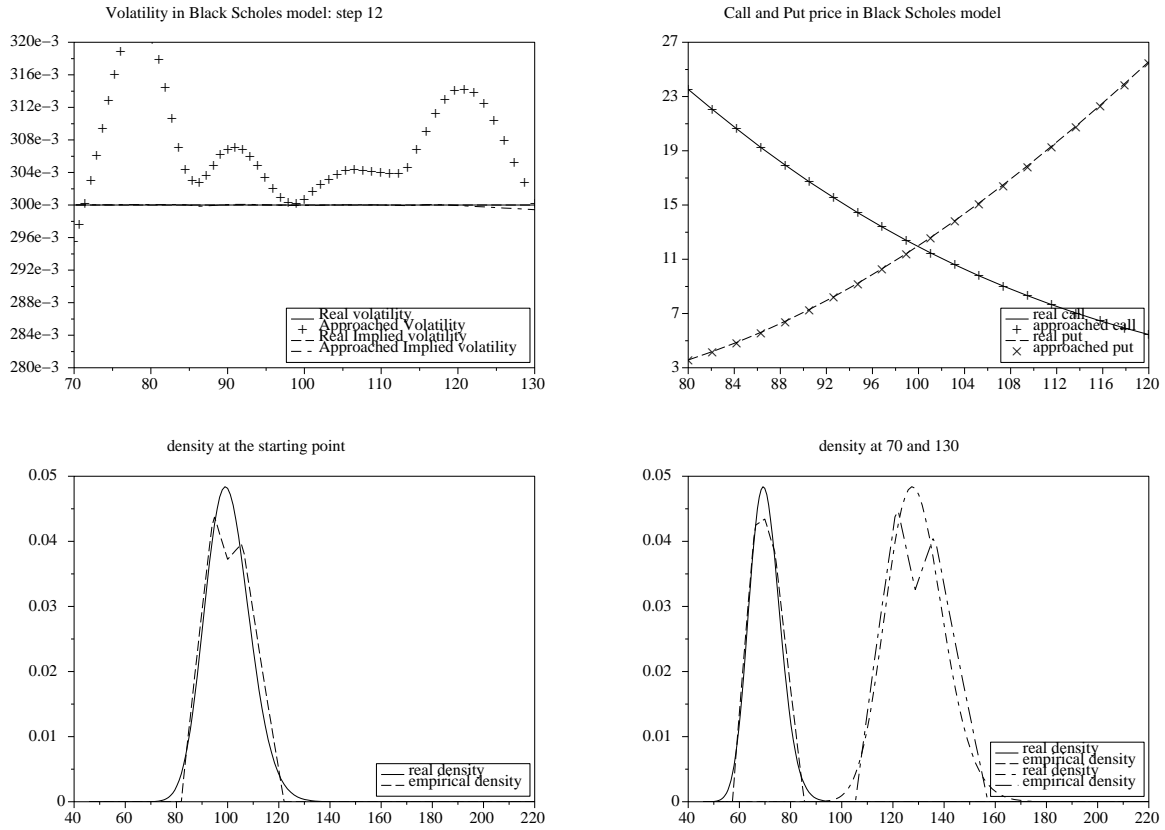 Volatility in Black Scholes model: step 12
320e−3
316e−3
312e−3
308e−3
304e−3
300e−3
296e−3
292e−3
288e−3
284e−3
280e−3
70 80 90 100 110 120 130
Real volatility
Approached Volatility
Real Implied volatility
Approached Implied volatility
Call and Put price in Black Scholes model
27
23
19
15
11
7
3
80 84 88 92 96 100 104 108 112 116 120
real call
approached call
real put
approached put
density at the starting point
0.05
0.04
0.03
0.02
0.01
0
40 60 80 100 120 140 160 180 200 220
real density
empirical density
density at 70 and 130
0.05
0.04
0.03
0.02
0.01
0
40 60 80 100 120 140 160 180 200 220
real density
empirical density
real density
empirical density